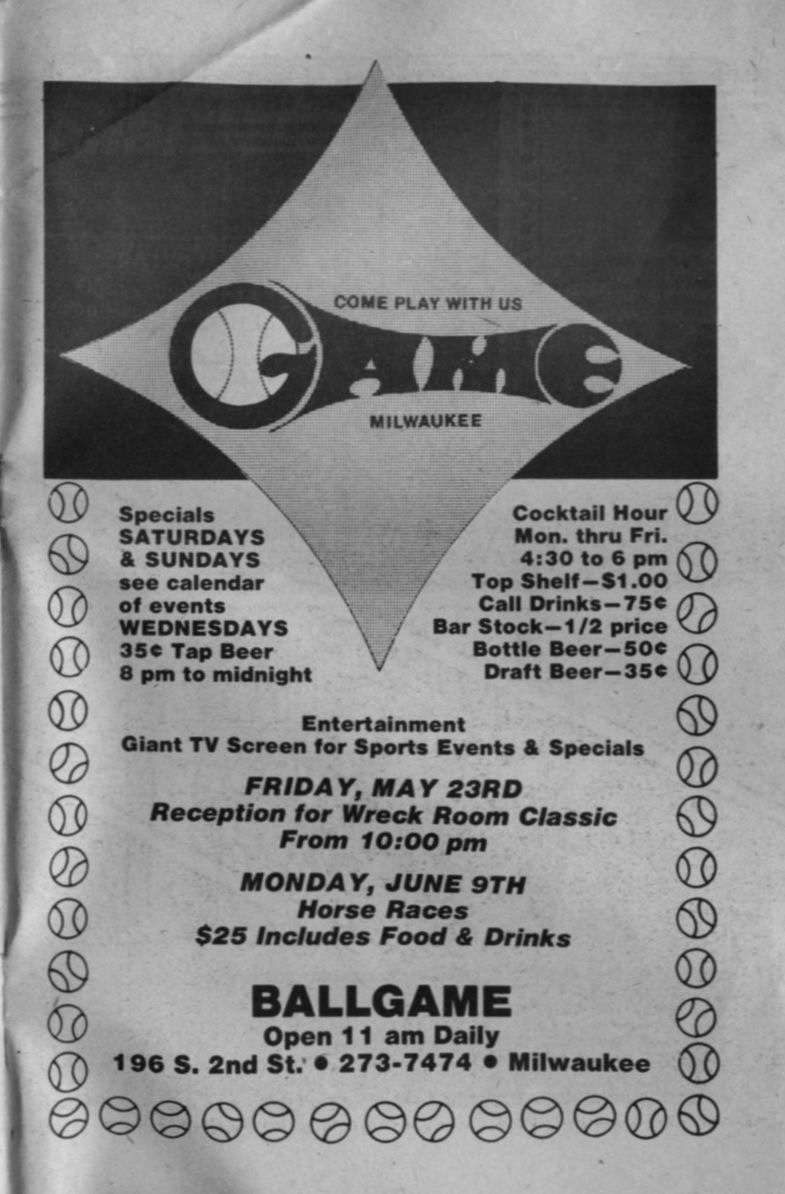 COME PLAY WITH US
GAME
MILWAUKEE
Specials
SATURDAYS
& SUNDAYS
see calendar
of events
WEDNESDAYS
35¢ Tap Beer
8 pm to midnight
Cocktail Hour
Mon. thru Fri.
4:30 to 6 pm
Top Shelf—$1.00
Call Drinks—75¢
Bar Stock—1/2 price
Bottle Beer—50¢
Draft Beer—35¢
Entertainment
Giant TV Screen for Sports Events & Specials
FRIDAY, MAY 23RD
Reception for Wreck Room Classic
From 10:00 pm
MONDAY, JUNE 9TH
Horse Races
$25 Includes Food & Drinks
BALLGAME
Open 11 am Daily
196 S. 2nd St. • 273-7474 • Milwaukee